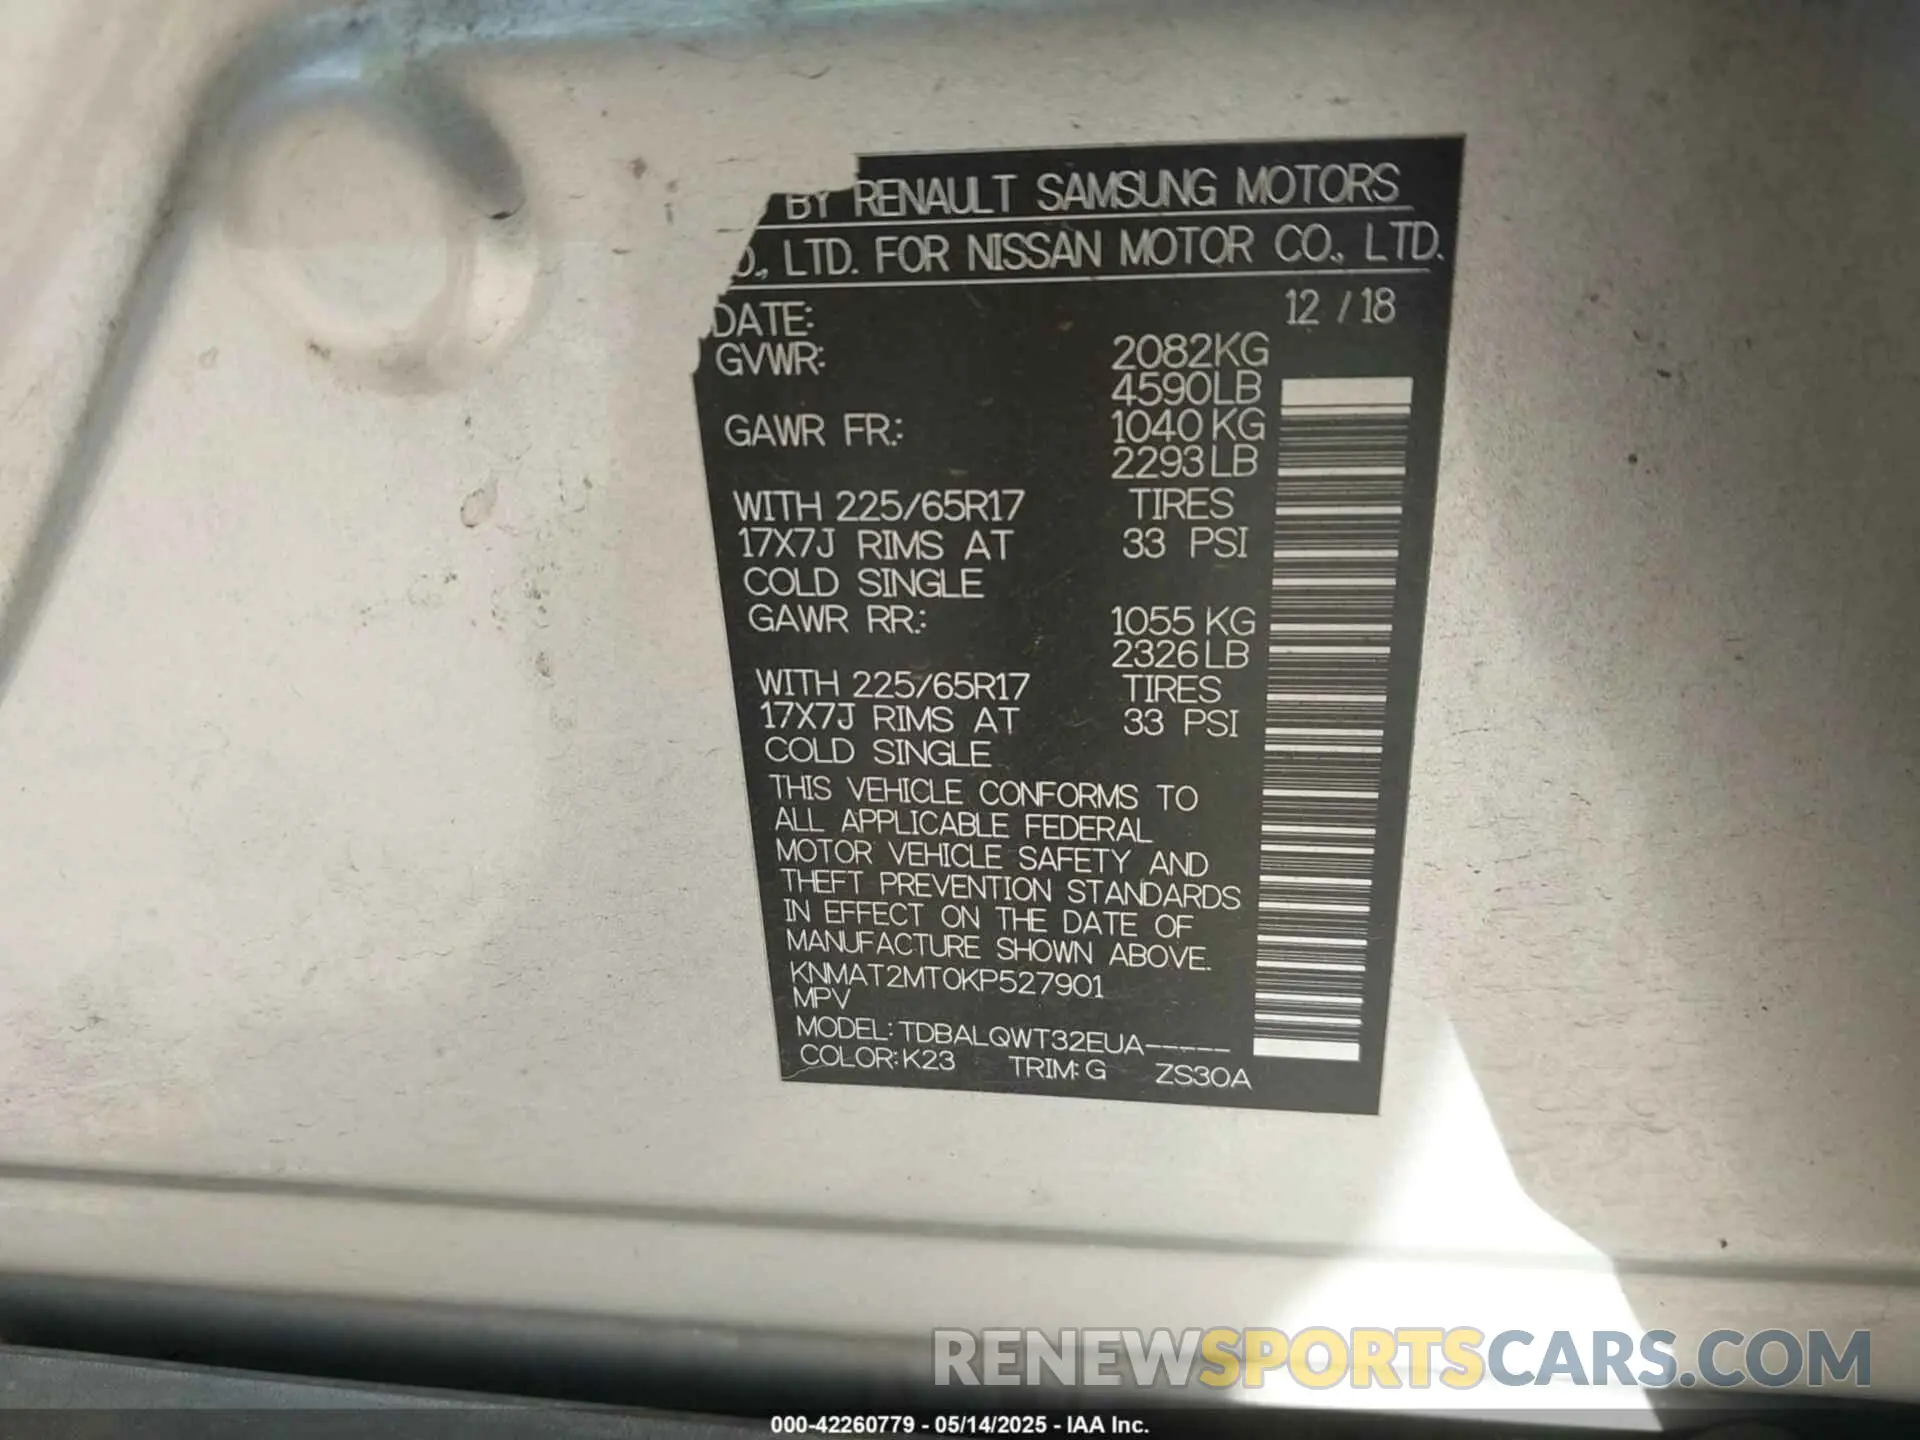 BY RENAULT SAMSUNG MOTORS
O., LTD. FOR NISSAN MOTOR CO., LTD.
DATE: 12 / 18
GVWR: 2082KG
4590LB
GAWR FR.: 1040 KG
2293LB
WITH 225/65R17 TIRES
17X7J RIMS AT 33 PSI
COLD SINGLE
GAWR RR.: 1055 KG
2326LB
WITH 225/65R17 TIRES
17X7J RIMS AT 33 PSI
COLD SINGLE
THIS VEHICLE CONFORMS TO
ALL APPLICABLE FEDERAL
MOTOR VEHICLE SAFETY AND
THEFT PREVENTION STANDARDS
IN EFFECT ON THE DATE OF
MANUFACTURE SHOWN ABOVE.
KNMAT2MT0KP527901
MPV
MODEL: TDBALQWT32EUA-----
COLOR: K23 TRIM: G ZS30A
RENEWSPORTSCARS.COM
000-42260779 - 05/14/2025 - IAA Inc.